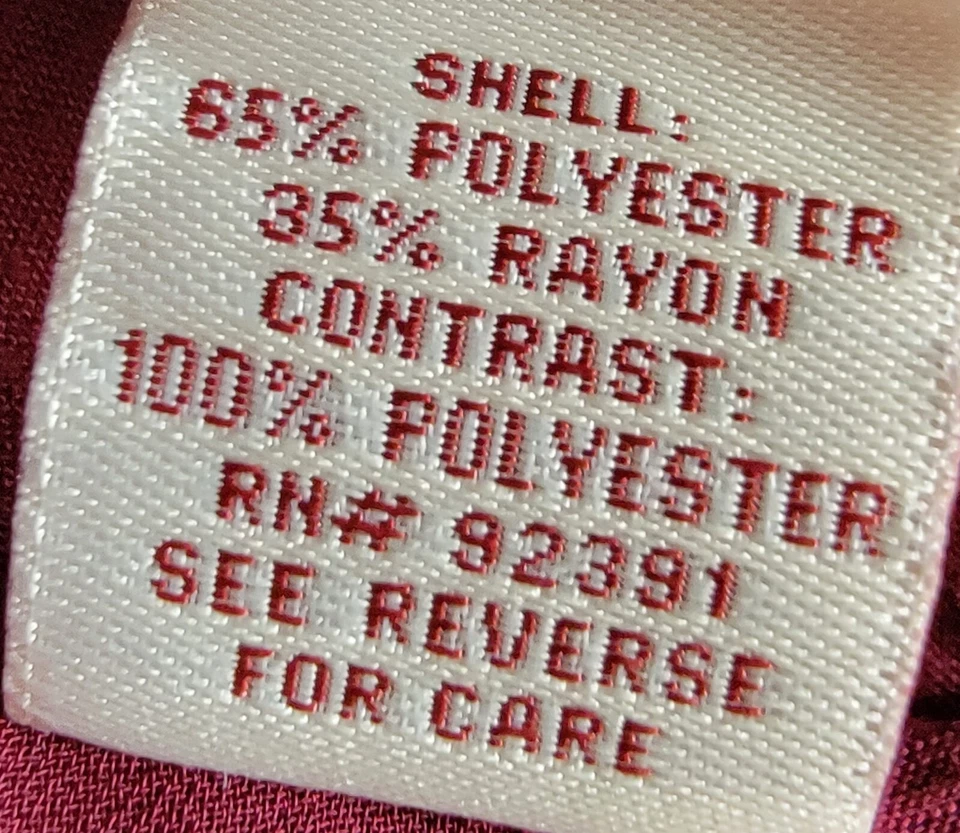 SHELL:
65% POLYESTER
35% RAYON
CONTRAST:
100% POLYESTER
RN# 92391
SEE REVERSE
FOR CARE